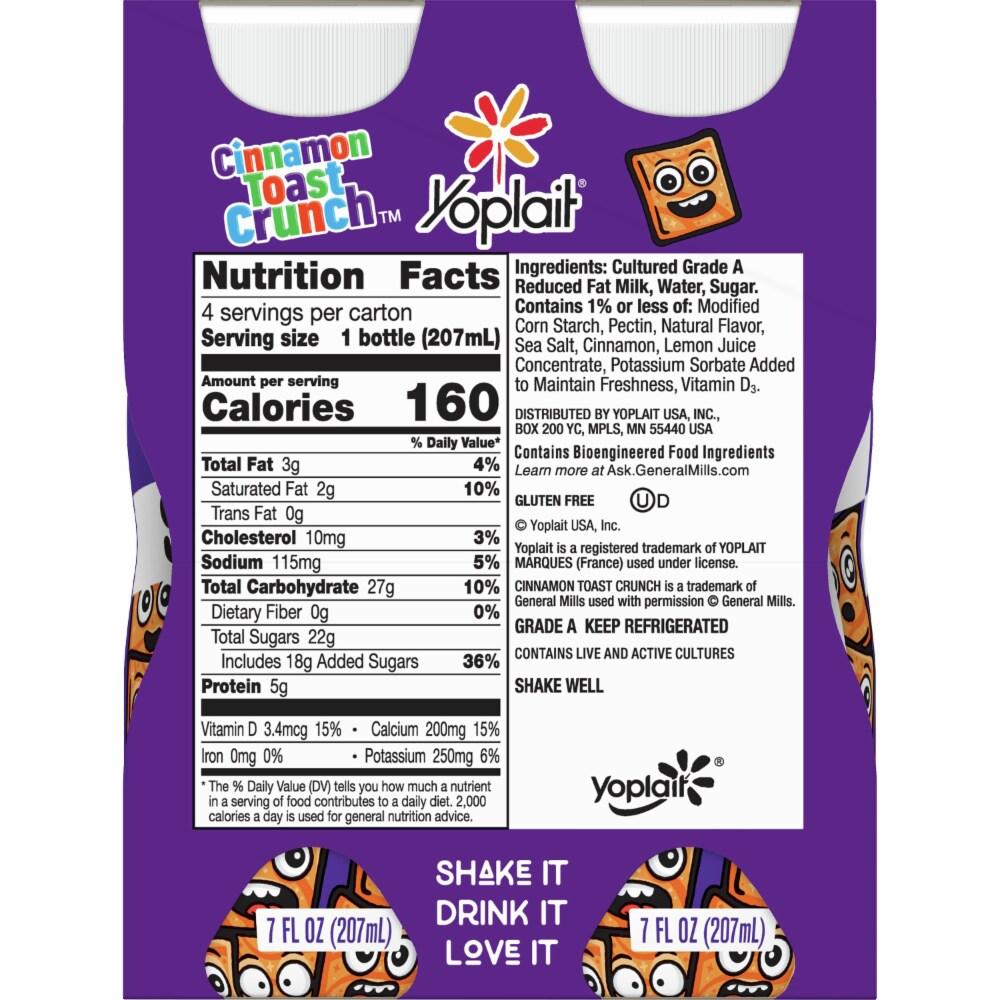 Cinnamon
Toast
Crunch™
Yoplait®
Nutrition Facts
4 servings per carton
Serving size 1 bottle (207mL)
Amount per serving
Calories 160
% Daily Value*
Total Fat 3g 4%
Saturated Fat 2g 10%
Trans Fat 0g
Cholesterol 10mg 3%
Sodium 115mg 5%
Total Carbohydrate 27g 10%
Dietary Fiber 0g 0%
Total Sugars 22g
Includes 18g Added Sugars 36%
Protein 5g
Vitamin D 3.4mcg 15% • Calcium 200mg 15%
Iron 0mg 0% • Potassium 250mg 6%
* The % Daily Value (DV) tells you how much a nutrient
in a serving of food contributes to a daily diet. 2,000
calories a day is used for general nutrition advice.
Ingredients: Cultured Grade A
Reduced Fat Milk, Water, Sugar.
Contains 1% or less of: Modified
Corn Starch, Pectin, Natural Flavor,
Sea Salt, Cinnamon, Lemon Juice
Concentrate, Potassium Sorbate Added
to Maintain Freshness, Vitamin D₃.
DISTRIBUTED BY YOPLAIT USA, INC.,
BOX 200 YC, MPLS, MN 55440 USA
Contains Bioengineered Food Ingredients
Learn more at Ask.GeneralMills.com
GLUTEN FREE Ⓤ D
© Yoplait USA, Inc.
Yoplait is a registered trademark of YOPLAIT
MARQUES (France) used under license.
CINNAMON TOAST CRUNCH is a trademark of
General Mills used with permission © General Mills.
GRADE A KEEP REFRIGERATED
CONTAINS LIVE AND ACTIVE CULTURES
SHAKE WELL
yoplait®
SHAKE IT
DRINK IT
LOVE IT
7 FL OZ (207mL)
7 FL OZ (207mL)